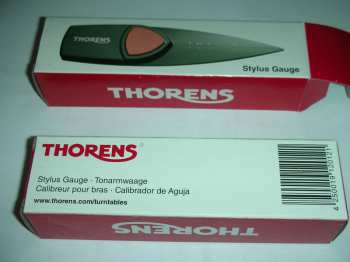 THORENS
Stylus Gauge
THORENS
THORENS®
Stylus Gauge · Tonarmwaage
Calibreur pour bras · Calibrador de Aguja
www.thorens.com/turntables
THORENS